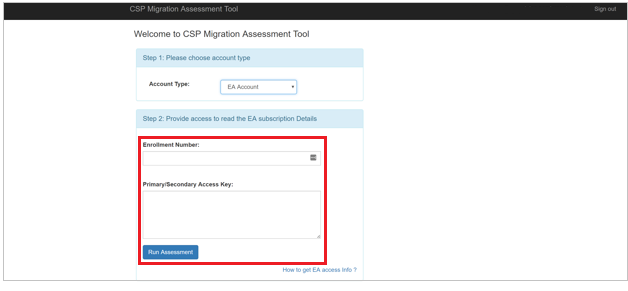 CSP Migration Assessment Tool
Sign out
Welcome to CSP Migration Assessment Tool
Step 1: Please choose account type
Account Type:
EA Account
Step 2: Provide access to read the EA subscription Details
Enrollment Number:
Primary/Secondary Access Key:
Run Assessment
How to get EA access Info ?